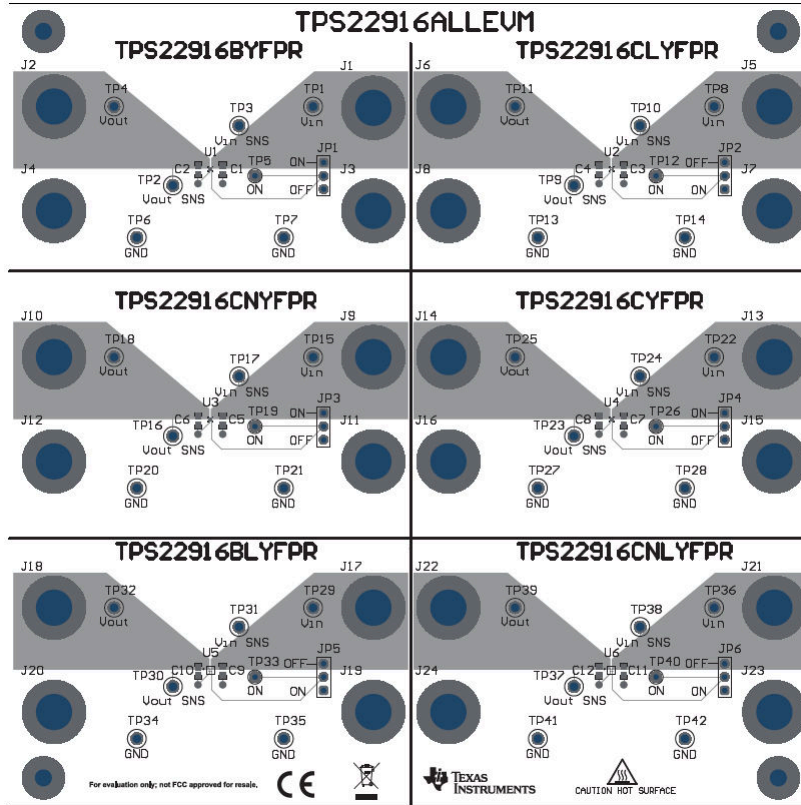 TPS22916ALLEVM
TPS22916BYFPR
J2
J1
TP4
Vout
TP3
Vin SNS
TP1
Vin
U1
J4
C2
C1
TP5
ON
JP1
ON
OFF
J3
TP2
Vout SNS
TP6
GND
TP7
GND
TPS22916CLYFPR
J6
J5
TP11
Vout
TP10
Vin SNS
TP8
Vin
U2
J8
C4
C3
TP12
ON
JP2
OFF
ON
J7
TP9
Vout SNS
TP13
GND
TP14
GND
TPS22916CNYFPR
J10
J9
TP18
Vout
TP17
Vin SNS
TP15
Vin
U3
J12
C6
C5
TP19
ON
JP3
ON
OFF
J11
TP16
Vout SNS
TP20
GND
TP21
GND
TPS22916CYFPR
J14
J13
TP25
Vout
TP24
Vin SNS
TP22
Vin
U4
J16
C8
C7
TP26
ON
JP4
ON
OFF
J15
TP23
Vout SNS
TP27
GND
TP28
GND
TPS22916BLYFPR
J18
J17
TP32
Vout
TP31
Vin SNS
TP29
Vin
U5
J20
C10
C9
TP33
ON
JP5
OFF
ON
J19
TP30
Vout SNS
TP34
GND
TP35
GND
TPS22916CNLYFPR
J22
J21
TP39
Vout
TP38
Vin SNS
TP36
Vin
U6
J24
C12
C11
TP40
ON
JP6
OFF
ON
J23
TP37
Vout SNS
TP41
GND
TP42
GND
For evaluation only; not FCC approved for resale.
CE
TEXAS
INSTRUMENTS
CAUTION HOT SURFACE